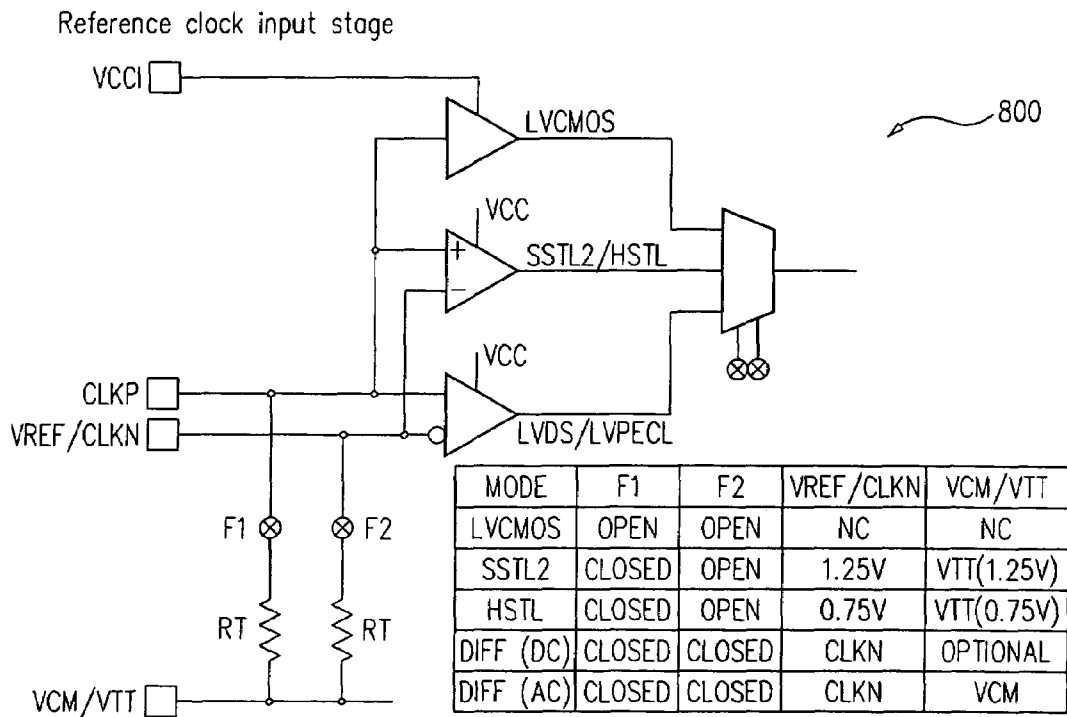 Reference clock input stage
VCCI
LVCMOS
800
VCC
+
SSTL2/HSTL
−
VCC
CLKP
VREF/CLKN
LVDS/LVPECL
F1
F2
RT
RT
VCM/VTT
MODE F1 F2 VREF/CLKN VCM/VTT
LVCMOS OPEN OPEN NC NC
SSTL2 CLOSED OPEN 1.25V VTT(1.25V)
HSTL CLOSED OPEN 0.75V VTT(0.75V)
DIFF (DC) CLOSED CLOSED CLKN OPTIONAL
DIFF (AC) CLOSED CLOSED CLKN VCM